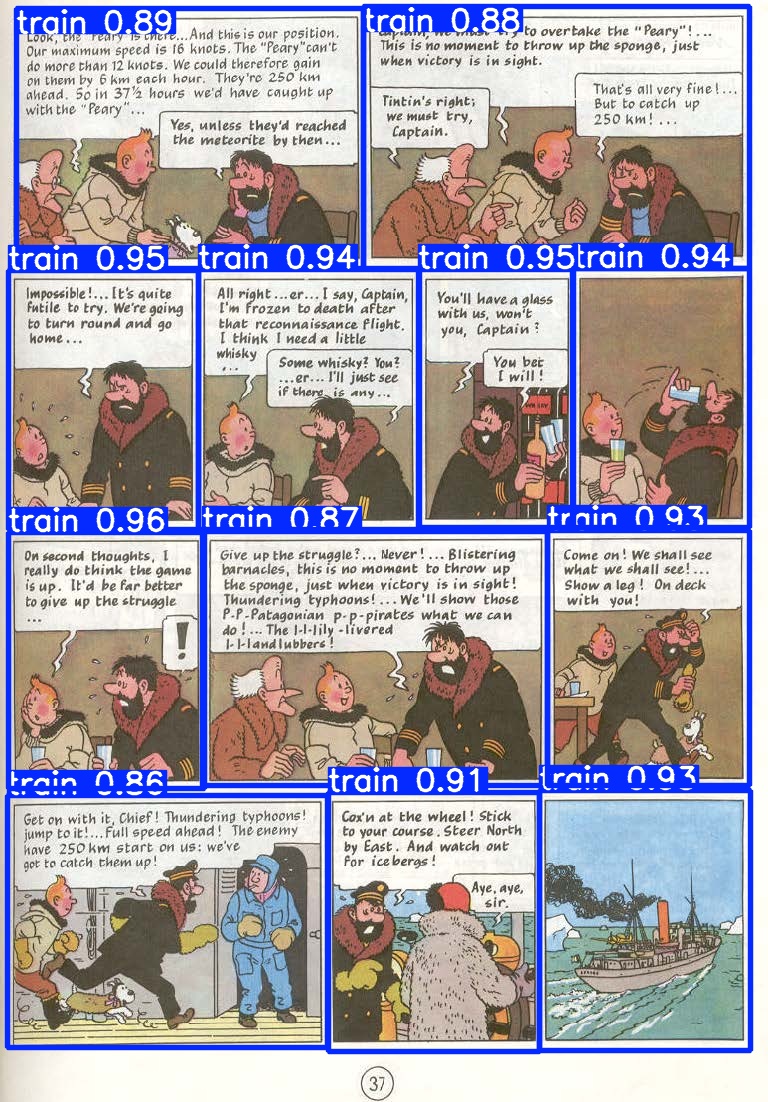 train 0.89
Look, the "Peary" is there...And this is our position.
Our maximum speed is 16 knots. The "Peary" can't
do more than 12 knots. We could therefore gain
on them by 6 km each hour. They're 250 km
ahead. So in 37½ hours we'd have caught up
with the "Peary"...
Yes, unless they'd reached
the meteorite by then...
train 0.88
Captain, we must try to overtake the "Peary"!...
This is no moment to throw up the sponge, just
when victory is in sight.
Tintin's right;
we must try,
Captain.
That's all very fine!...
But to catch up
250 km!...
train 0.95
Impossible!... It's quite
futile to try. We're going
to turn round and go
home...
train 0.94
All right...er... I say, Captain,
I'm frozen to death after
that reconnaissance flight.
I think I need a little
whisky
...
Some whisky? You?
...er... I'll just see
if there is any...
train 0.95
You'll have a glass
with us, won't
you, Captain?
You bet
I will!
train 0.94
train 0.96
On second thoughts, I
really do think the game
is up. It'd be far better
to give up the struggle
...
!
train 0.87
Give up the struggle?... Never!... Blistering
barnacles, this is no moment to throw up
the sponge, just when victory is in sight!
Thundering typhoons!... We'll show those
P-P-Patagonian p-p-pirates what we can
do!... The l-l-lily-livered
l-l-landlubbers!
train 0.93
Come on! We shall see
what we shall see!...
Show a leg! On deck
with you!
train 0.86
Get on with it, Chief! Thundering typhoons!
jump to it!...Full speed ahead! The enemy
have 250 km start on us: we've
got to catch them up!
train 0.91
Cox'n at the wheel! Stick
to your course. Steer North
by East. And watch out
for icebergs!
Aye, aye,
sir.
train 0.93
37